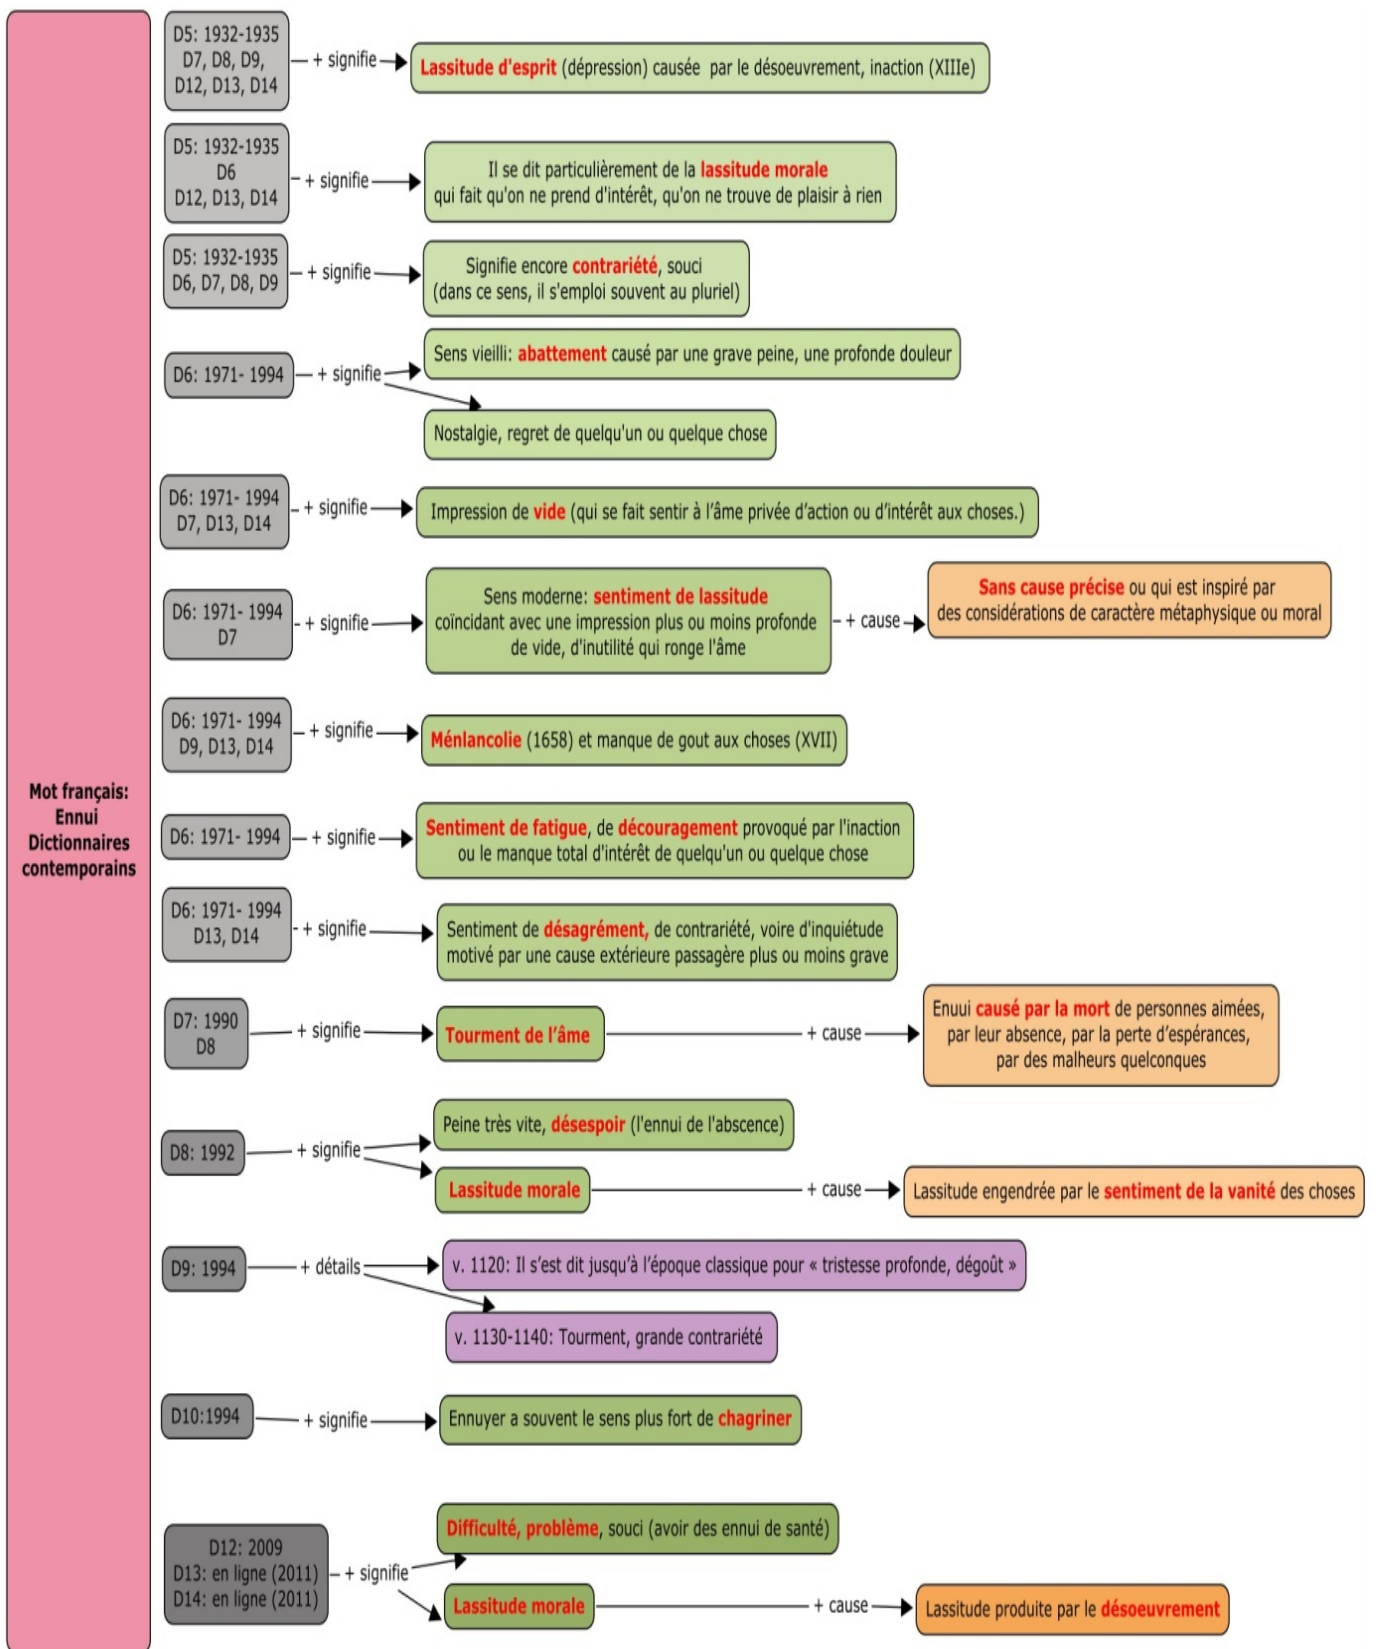 Mot français:
Ennui
Dictionnaires
contemporains
D5: 1932-1935
D7, D8, D9,
D12, D13, D14
+ signifie
Lassitude d'esprit (dépression) causée par le désoeuvrement, inaction (XIIIe)
D5: 1932-1935
D6
D12, D13, D14
+ signifie
Il se dit particulièrement de la lassitude morale
qui fait qu'on ne prend d'intérêt, qu'on ne trouve de plaisir à rien
D5: 1932-1935
D6, D7, D8, D9
+ signifie
Signifie encore contrariété, souci
(dans ce sens, il s'emploi souvent au pluriel)
D6: 1971- 1994
+ signifie
Sens vieilli: abattement causé par une grave peine, une profonde douleur
Nostalgie, regret de quelqu'un ou quelque chose
D6: 1971- 1994
D7, D13, D14
+ signifie
Impression de vide (qui se fait sentir à l’âme privée d’action ou d’intérêt aux choses.)
D6: 1971- 1994
D7
+ signifie
Sens moderne: sentiment de lassitude
coïncidant avec une impression plus ou moins profonde
de vide, d'inutilité qui ronge l'âme
+ cause
Sans cause précise ou qui est inspiré par
des considérations de caractère métaphysique ou moral
D6: 1971- 1994
D9, D13, D14
+ signifie
Ménlancolie (1658) et manque de gout aux choses (XVII)
D6: 1971- 1994
+ signifie
Sentiment de fatigue, de découragement provoqué par l'inaction
ou le manque total d'intérêt de quelqu'un ou quelque chose
D6: 1971- 1994
D13, D14
+ signifie
Sentiment de désagrément, de contrariété, voire d'inquiétude
motivé par une cause extérieure passagère plus ou moins grave
D7: 1990
D8
+ signifie
Tourment de l’âme
+ cause
Enuui causé par la mort de personnes aimées,
par leur absence, par la perte d’espérances,
par des malheurs quelconques
D8: 1992
+ signifie
Peine très vite, désespoir (l'ennui de l'abscence)
Lassitude morale
+ cause
Lassitude engendrée par le sentiment de la vanité des choses
D9: 1994
+ détails
v. 1120: Il s’est dit jusqu’à l’époque classique pour « tristesse profonde, dégoût »
v. 1130-1140: Tourment, grande contrariété
D10:1994
+ signifie
Ennuyer a souvent le sens plus fort de chagriner
D12: 2009
D13: en ligne (2011)
D14: en ligne (2011)
+ signifie
Difficulté, problème, souci (avoir des ennui de santé)
Lassitude morale
+ cause
Lassitude produite par le désoeuvrement